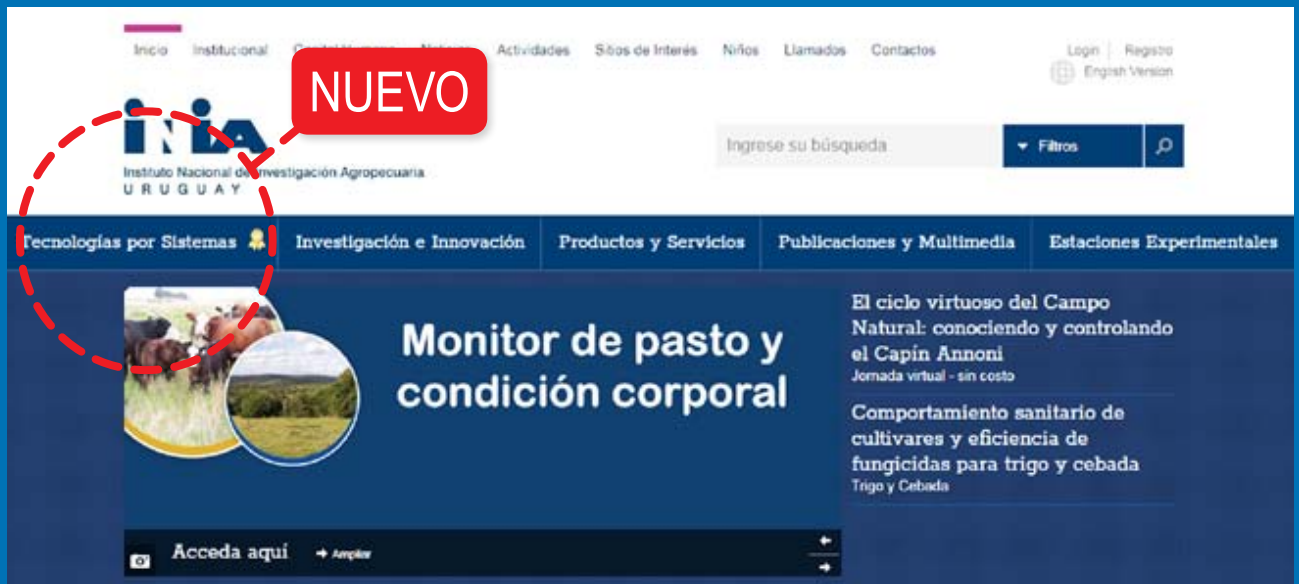 Inicio Institucional Actividades Sitios de Interés Niños Llamados Contactos Login Registro
English Version
NUEVO
INIA
Ingrese su búsqueda Filtros
Instituto Nacional de Investigación Agropecuaria
URUGUAY
Tecnologías por Sistemas Investigación e Innovación Productos y Servicios Publicaciones y Multimedia Estaciones Experimentales
Monitor de pasto y
condición corporal
El ciclo virtuoso del Campo
Natural: conociendo y controlando
el Capín Annoni
Jornada virtual - sin costo
Comportamiento sanitario de
cultivares y eficiencia de
fungicidas para trigo y cebada
Trigo y Cebada
Acceda aquí Ampliar